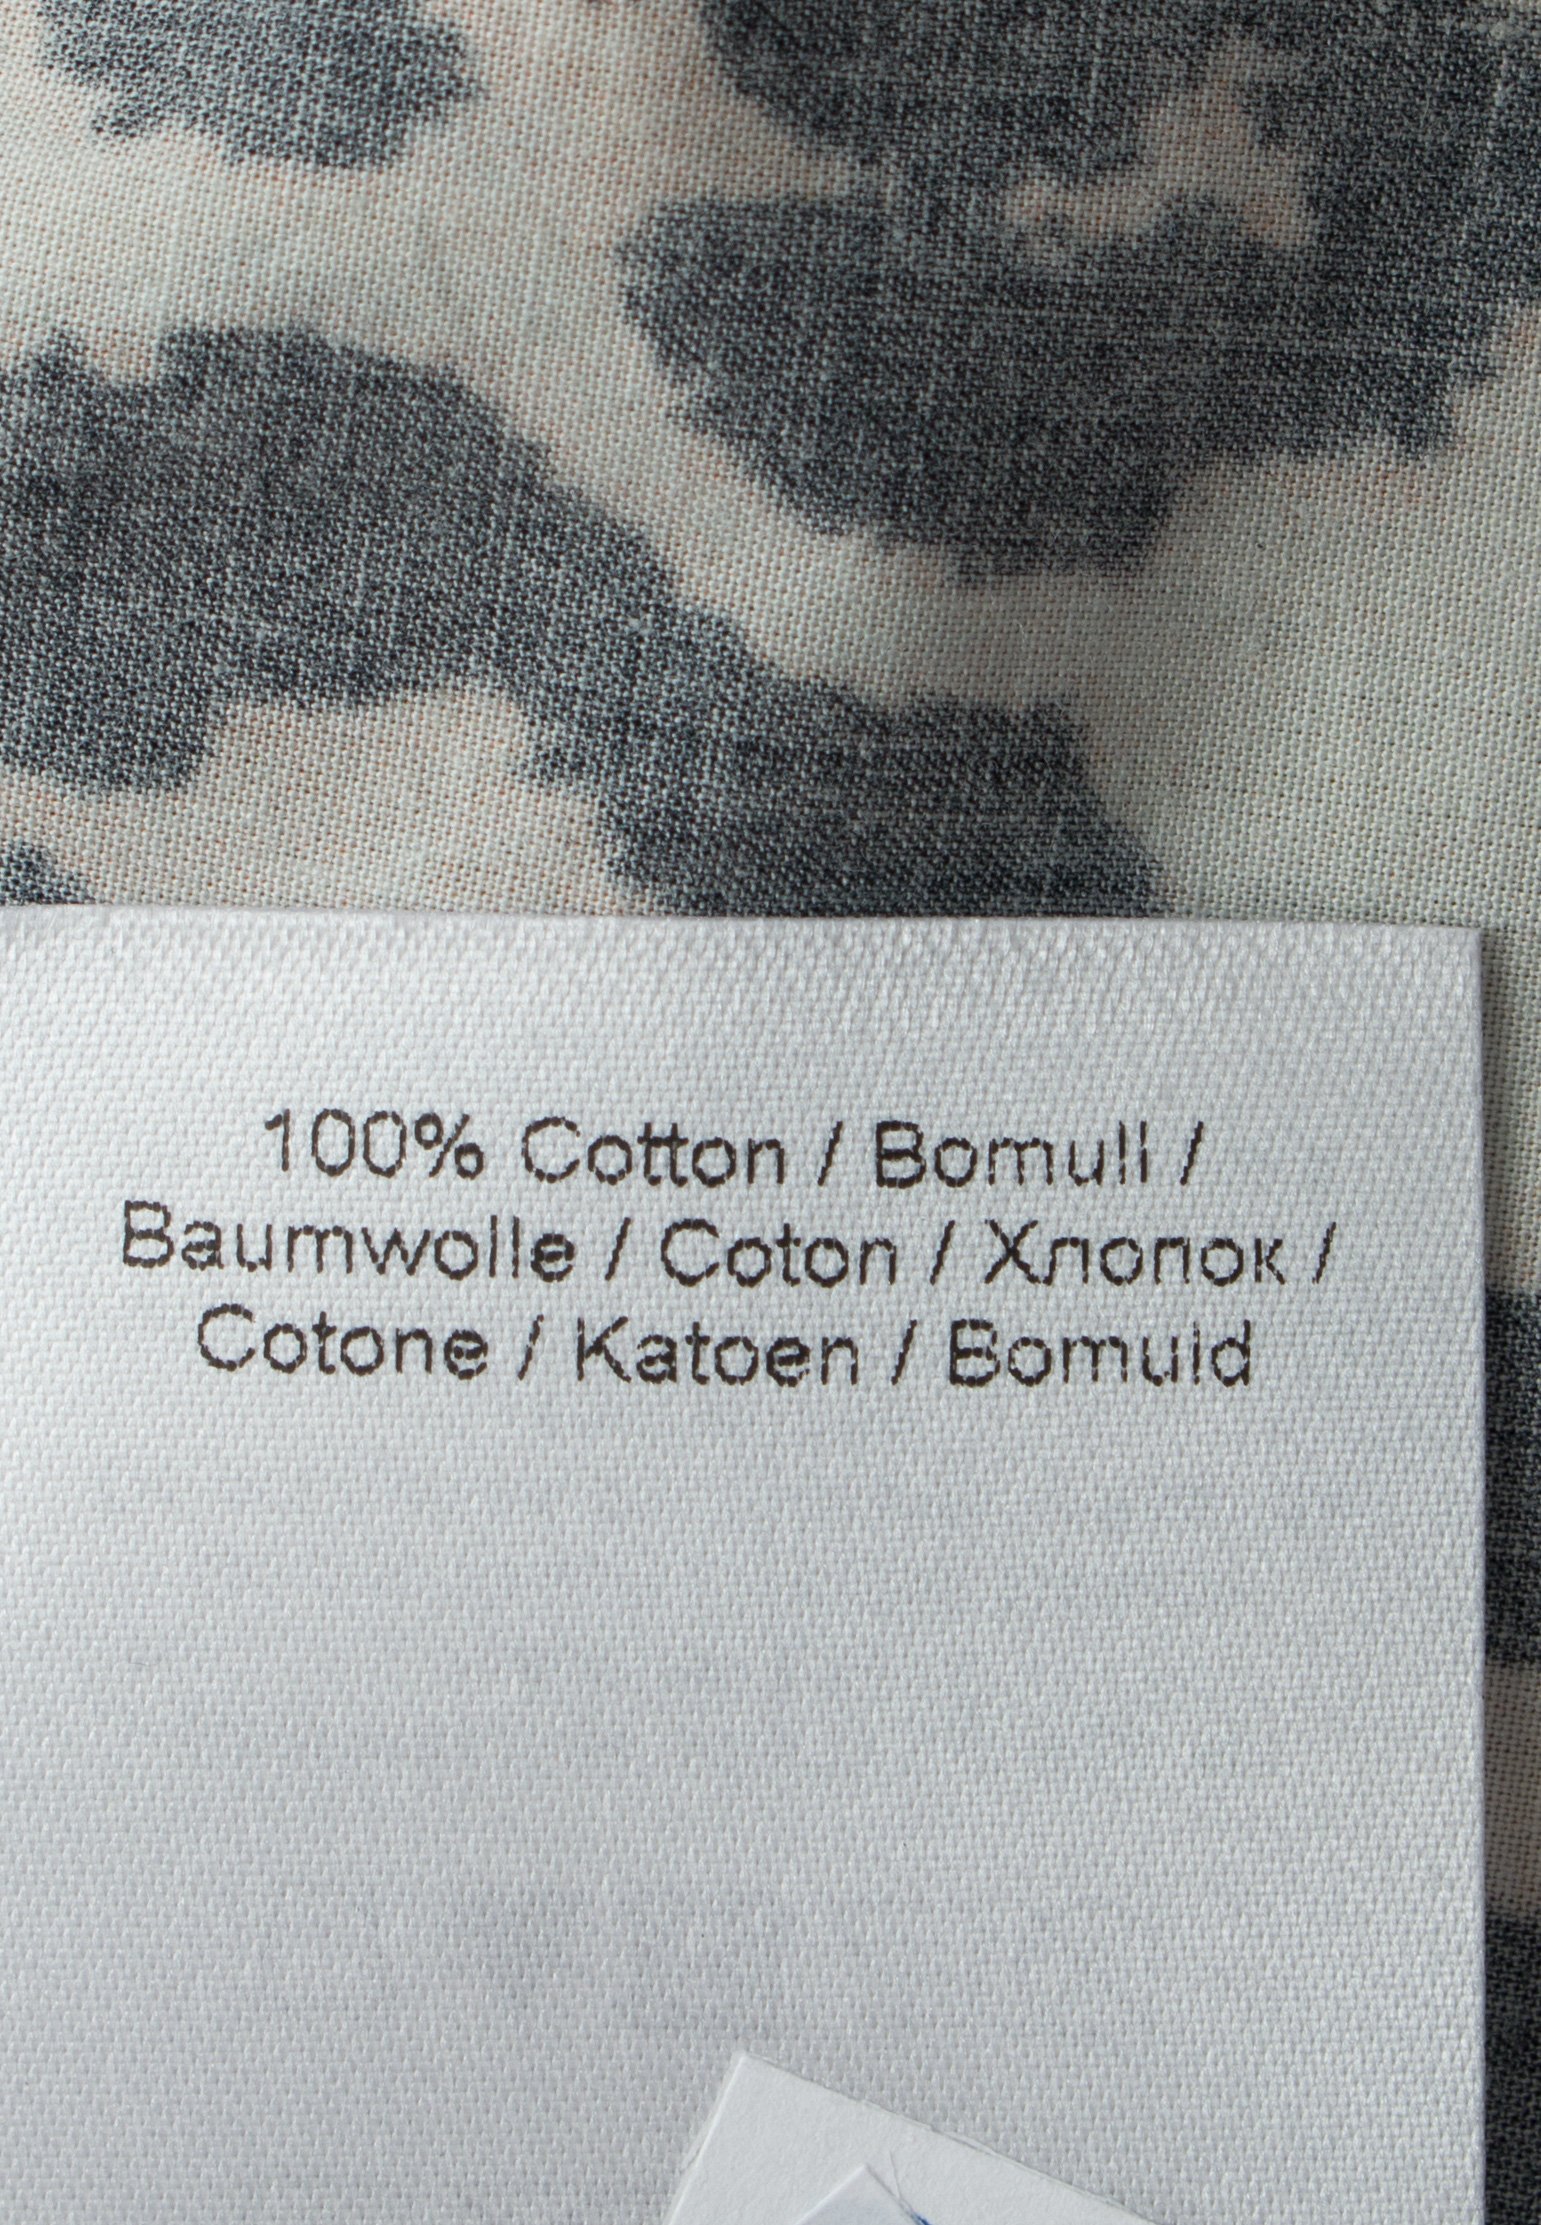 100% Cotton / Bomull /
Baumwolle / Coton / Хлопок /
Cotone / Katoen / Bomuld